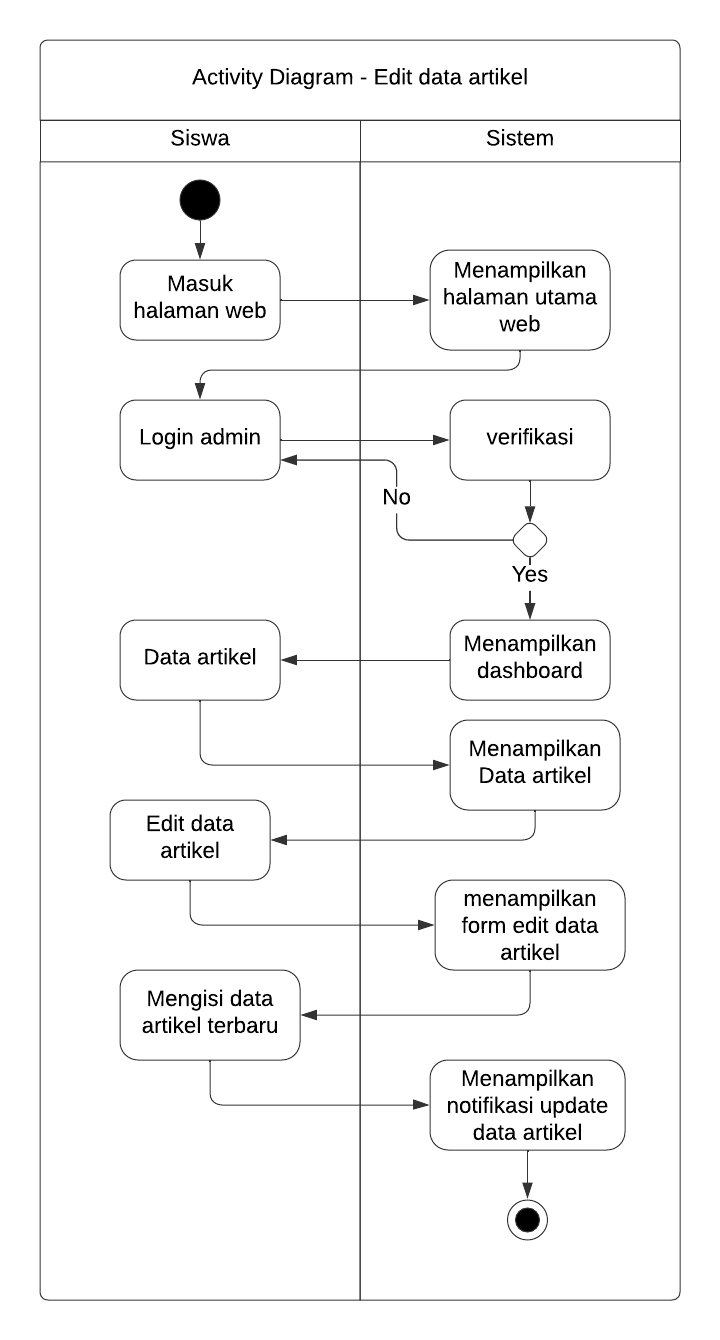 Activity Diagram - Edit data artikel
Siswa
Sistem
Masuk
halaman web
Menampilkan
halaman utama
web
Login admin
verifikasi
No
Yes
Menampilkan
dashboard
Data artikel
Menampilkan
Data artikel
Edit data
artikel
menampilkan
form edit data
artikel
Mengisi data
artikel terbaru
Menampilkan
notifikasi update
data artikel